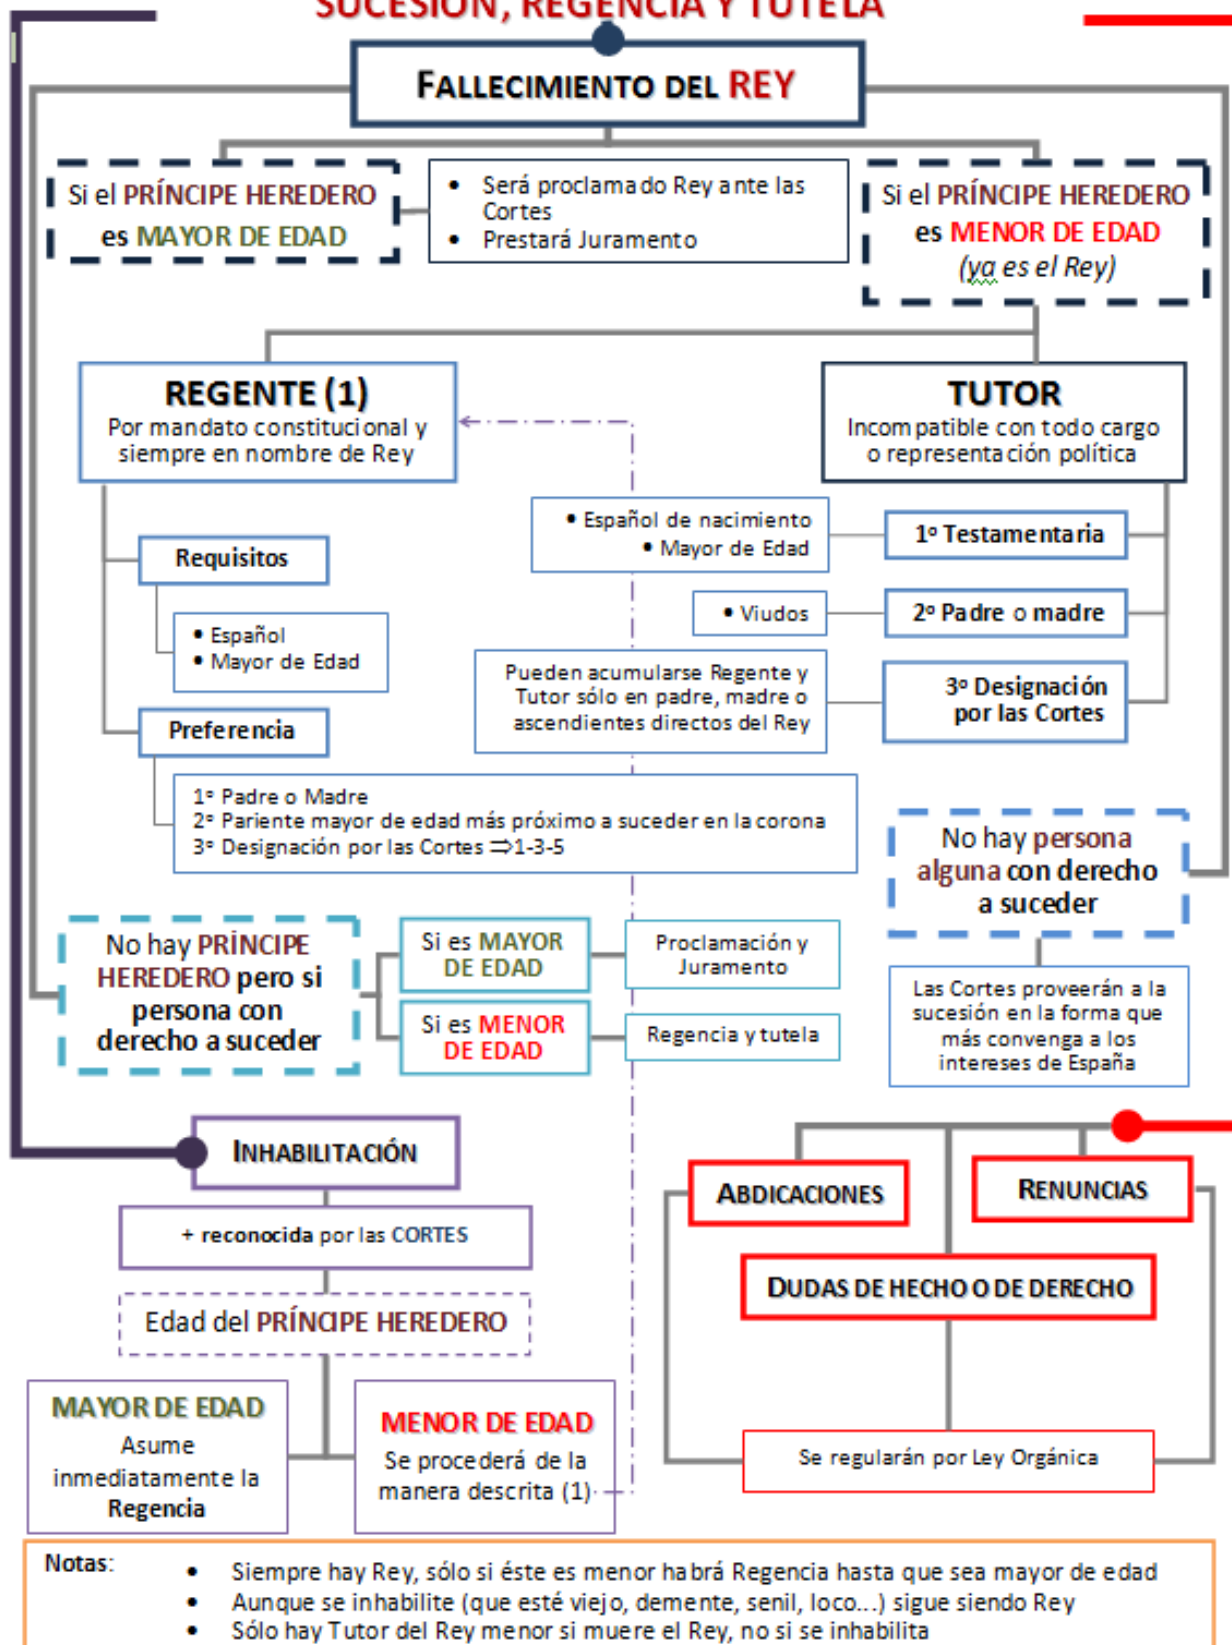 SUCESIÓN, REGENCIA Y TUTELA
FALLECIMIENTO DEL REY
Si el PRÍNCIPE HEREDERO
es MAYOR DE EDAD
• Será proclamado Rey ante las
Cortes
• Prestará Juramento
Si el PRÍNCIPE HEREDERO
es MENOR DE EDAD
(ya es el Rey)
REGENTE (1)
Por mandato constitucional y
siempre en nombre de Rey
TUTOR
Incompatible con todo cargo
o representación política
Requisitos
• Español
• Mayor de Edad
Preferencia
1º Padre o Madre
2º Pariente mayor de edad más próximo a suceder en la corona
3º Designación por las Cortes ⇒1-3-5
• Español de nacimiento
• Mayor de Edad
1º Testamentaria
• Viudos
2º Padre o madre
Pueden acumularse Regente y
Tutor sólo en padre, madre o
ascendientes directos del Rey
3º Designación
por las Cortes
No hay persona
alguna con derecho
a suceder
Las Cortes proveerán a la
sucesión en la forma que
más convenga a los
intereses de España
No hay PRÍNCIPE
HEREDERO pero si
persona con
derecho a suceder
Si es MAYOR
DE EDAD
Proclamación y
Juramento
Si es MENOR
DE EDAD
Regencia y tutela
INHABILITACIÓN
+ reconocida por las CORTES
Edad del PRÍNCIPE HEREDERO
MAYOR DE EDAD
Asume
inmediatamente la
Regencia
MENOR DE EDAD
Se procederá de la
manera descrita (1)
ABDICACIONES
RENUNCIAS
DUDAS DE HECHO O DE DERECHO
Se regularán por Ley Orgánica
Notas:
• Siempre hay Rey, sólo si éste es menor habrá Regencia hasta que sea mayor de edad
• Aunque se inhabilite (que esté viejo, demente, senil, loco...) sigue siendo Rey
• Sólo hay Tutor del Rey menor si muere el Rey, no si se inhabilita